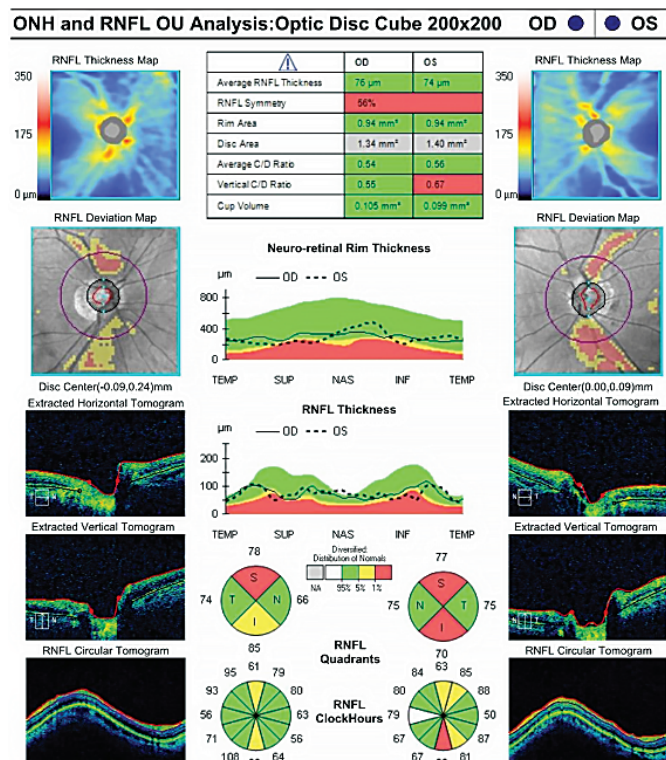 ONH and RNFL OU Analysis:Optic Disc Cube 200x200 OD OS
RNFL Thickness Map
RNFL Thickness Map
350
175
0 µm
350
175
0 µm
OD OS
Average RNFL Thickness 76 µm 74 µm
RNFL Symmetry 56%
Rim Area 0.94 mm² 0.94 mm²
Disc Area 1.34 mm² 1.40 mm²
Average C/D Ratio 0.54 0.56
Vertical C/D Ratio 0.55 0.67
Cup Volume 0.105 mm³ 0.099 mm³
RNFL Deviation Map
RNFL Deviation Map
Neuro-retinal Rim Thickness
µm OD OS
800
400
0
TEMP SUP NAS INF TEMP
Disc Center(-0.09,0.24)mm
Disc Center(0.00,0.09)mm
Extracted Horizontal Tomogram
Extracted Horizontal Tomogram
RNFL Thickness
µm OD OS
200
100
0
TEMP SUP NAS INF TEMP
Extracted Vertical Tomogram
Extracted Vertical Tomogram
Diversified:
Distribution of Normals
NA 95% 5% 1%
78
74 S T N I 66
85
77
75 S N T I 75
70
RNFL
Quadrants
RNFL Circular Tomogram
RNFL Circular Tomogram
RNFL
ClockHours
61
95 79
93 80
56 63
71 56
108 64
63
84 85
80 88
79 50
67 87
67 81